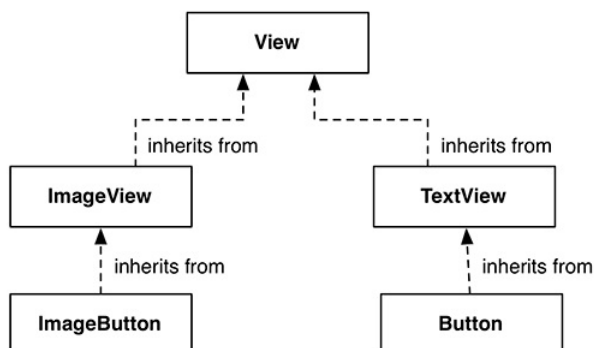 View
inherits from
inherits from
ImageView
TextView
inherits from
inherits from
ImageButton
Button